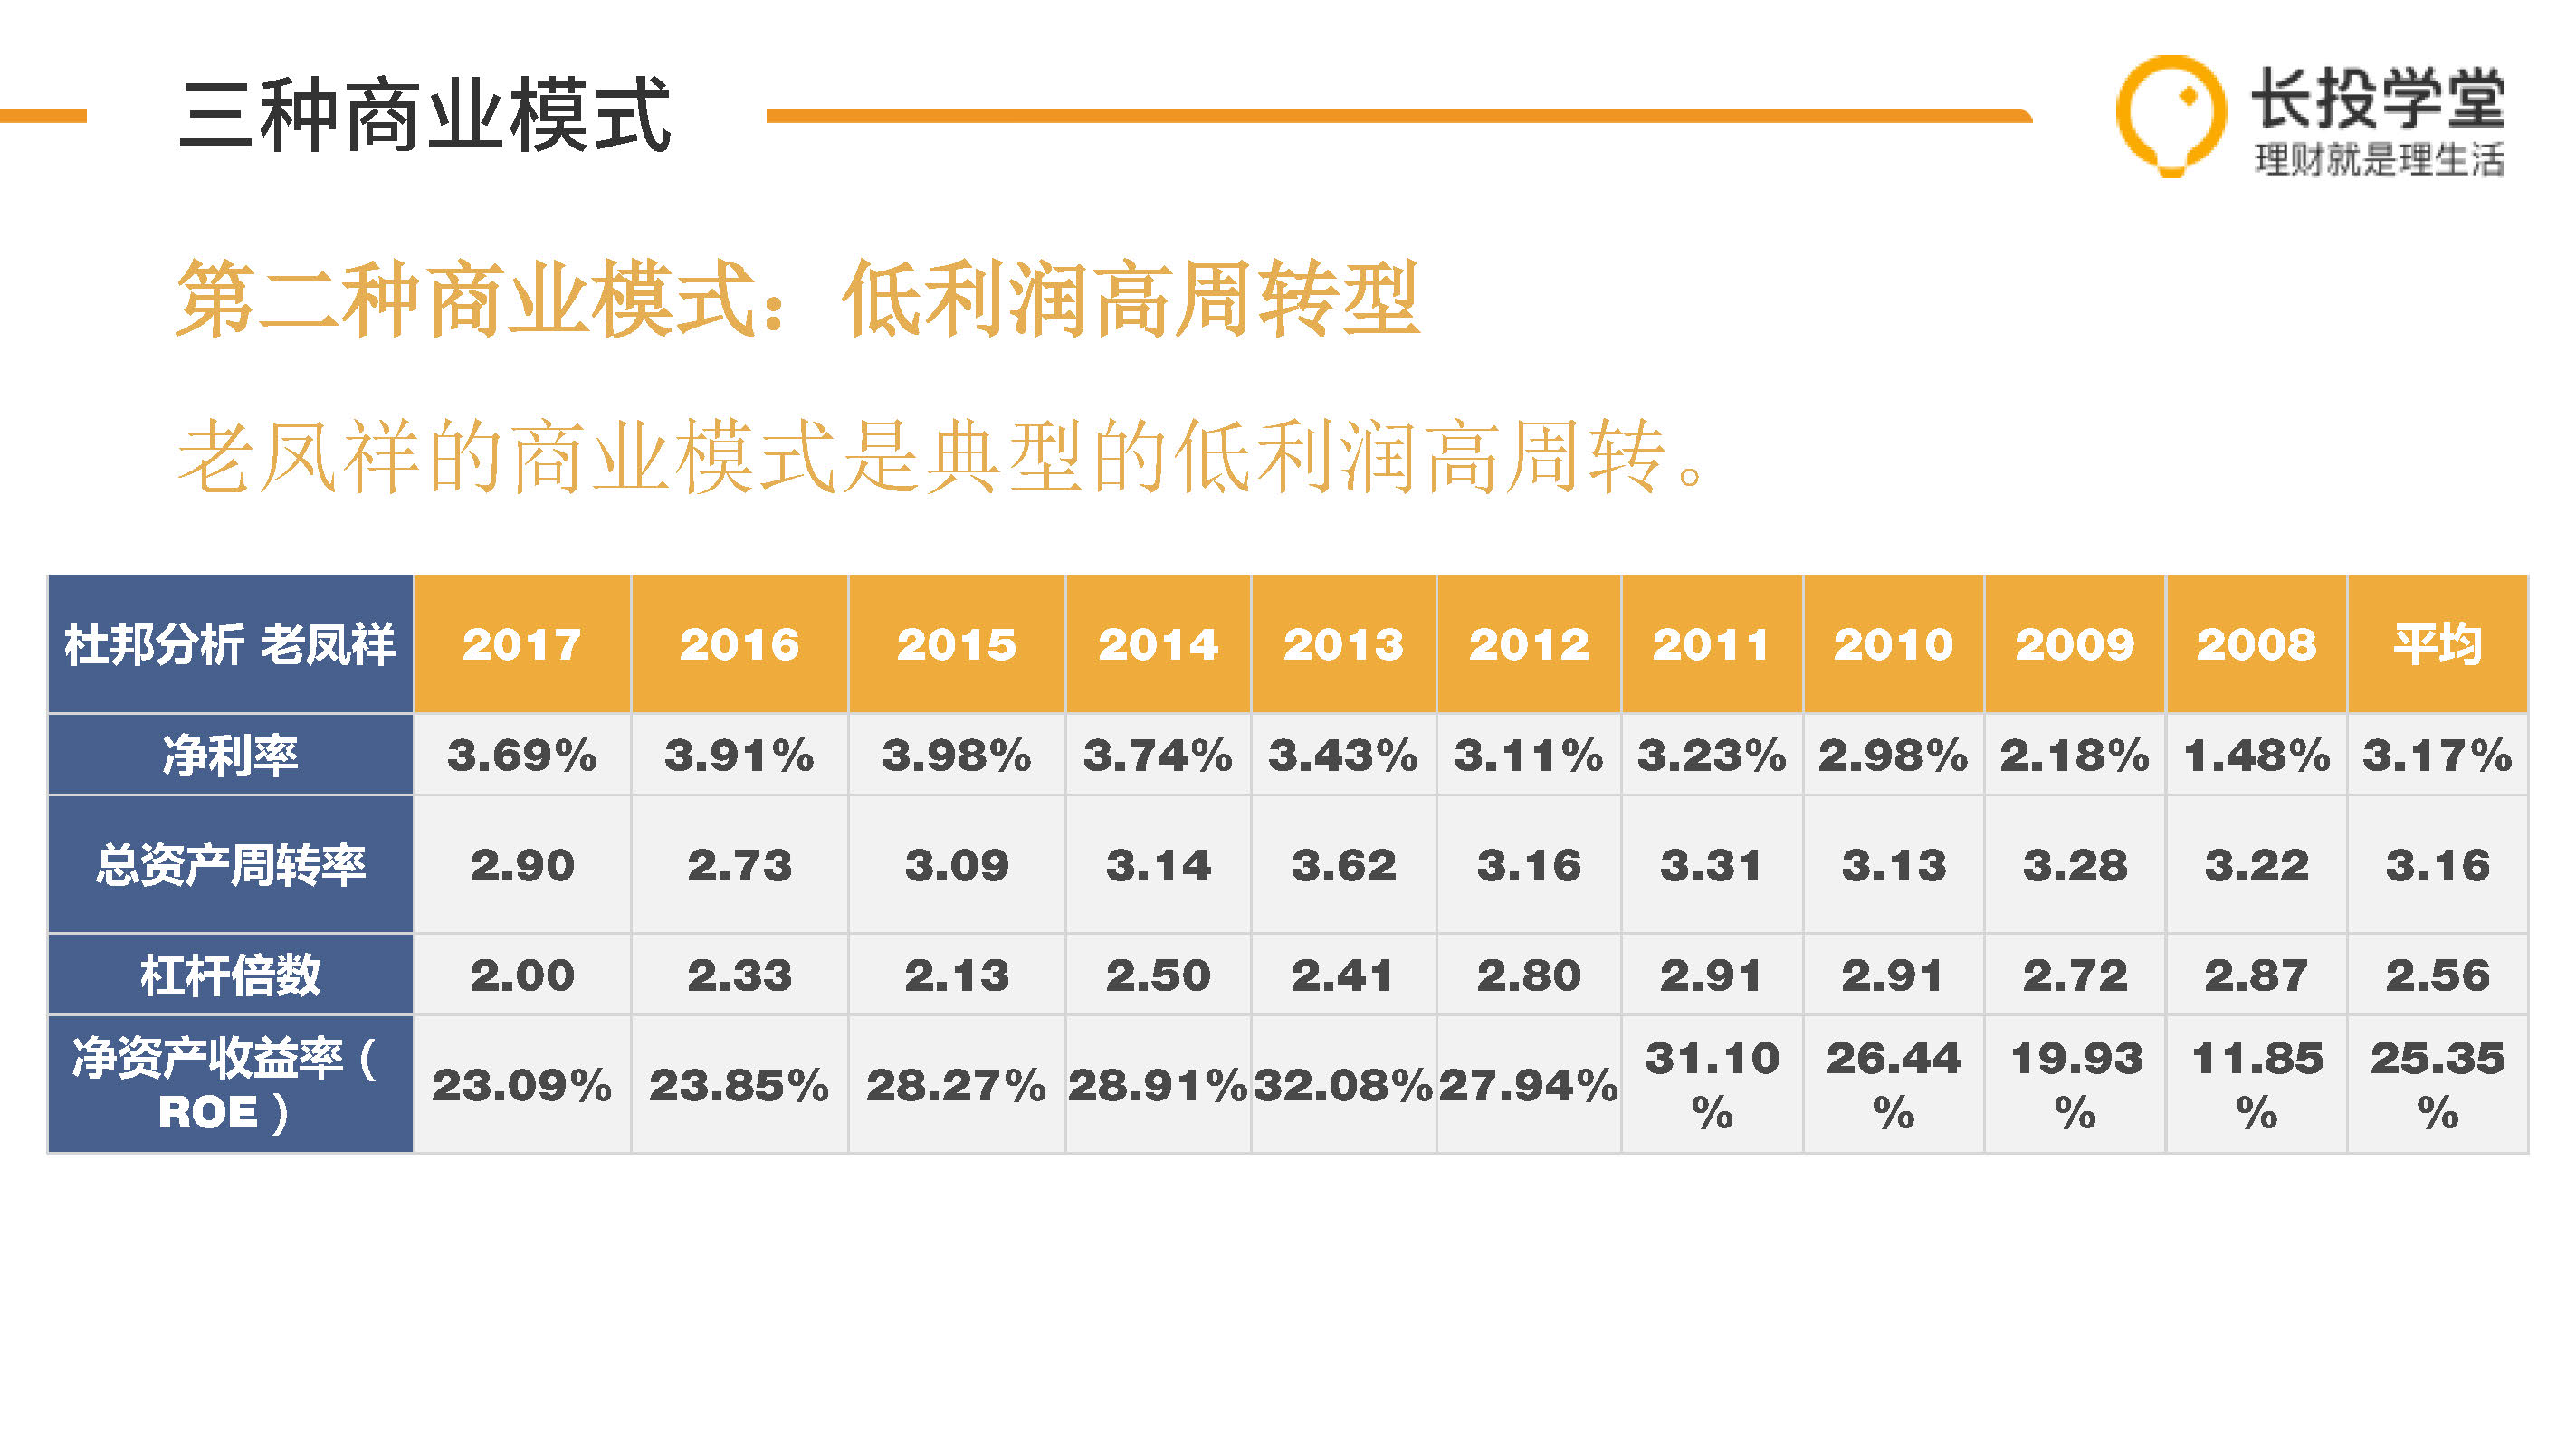 三种商业模式
长投学堂
理财就是理生活
第二种商业模式：低利润高周转型
老凤祥的商业模式是典型的低利润高周转。
杜邦分析 老凤祥 2017 2016 2015 2014 2013 2012 2011 2010 2009 2008 平均
净利率 3.69% 3.91% 3.98% 3.74% 3.43% 3.11% 3.23% 2.98% 2.18% 1.48% 3.17%
总资产周转率 2.90 2.73 3.09 3.14 3.62 3.16 3.31 3.13 3.28 3.22 3.16
杠杆倍数 2.00 2.33 2.13 2.50 2.41 2.80 2.91 2.91 2.72 2.87 2.56
净资产收益率（ROE） 23.09% 23.85% 28.27% 28.91% 32.08% 27.94% 31.10% 26.44% 19.93% 11.85% 25.35%